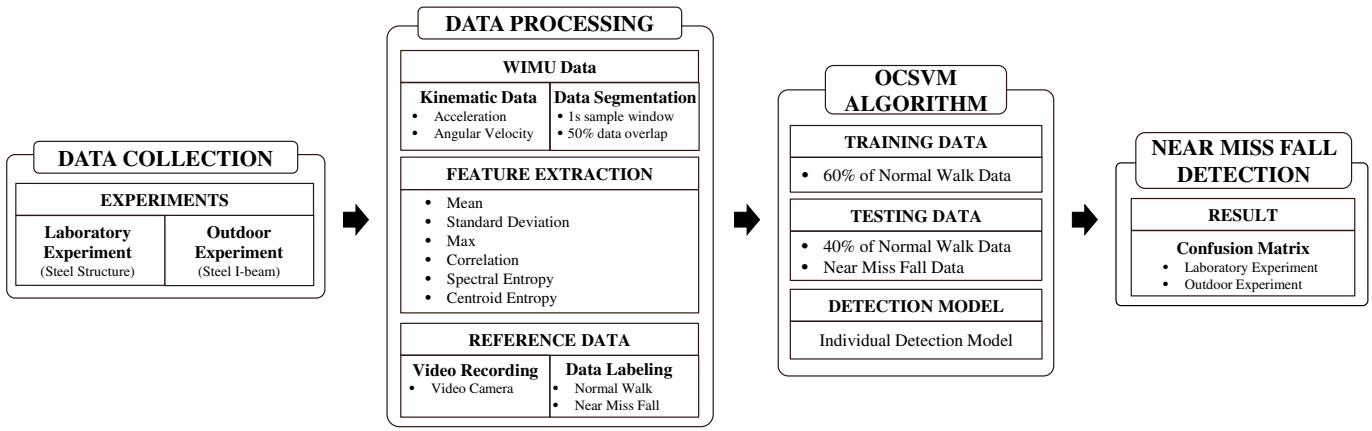 DATA COLLECTION
EXPERIMENTS
Laboratory
Experiment
(Steel Structure)
Outdoor
Experiment
(Steel I-beam)
DATA PROCESSING
WIMU Data
Kinematic Data
• Acceleration
• Angular Velocity
Data Segmentation
• 1s sample window
• 50% data overlap
FEATURE EXTRACTION
• Mean
• Standard Deviation
• Max
• Correlation
• Spectral Entropy
• Centroid Entropy
REFERENCE DATA
Video Recording
• Video Camera
Data Labeling
• Normal Walk
• Near Miss Fall
OCSVM
ALGORITHM
TRAINING DATA
• 60% of Normal Walk Data
TESTING DATA
• 40% of Normal Walk Data
• Near Miss Fall Data
DETECTION MODEL
Individual Detection Model
NEAR MISS FALL
DETECTION
RESULT
Confusion Matrix
• Laboratory Experiment
• Outdoor Experiment